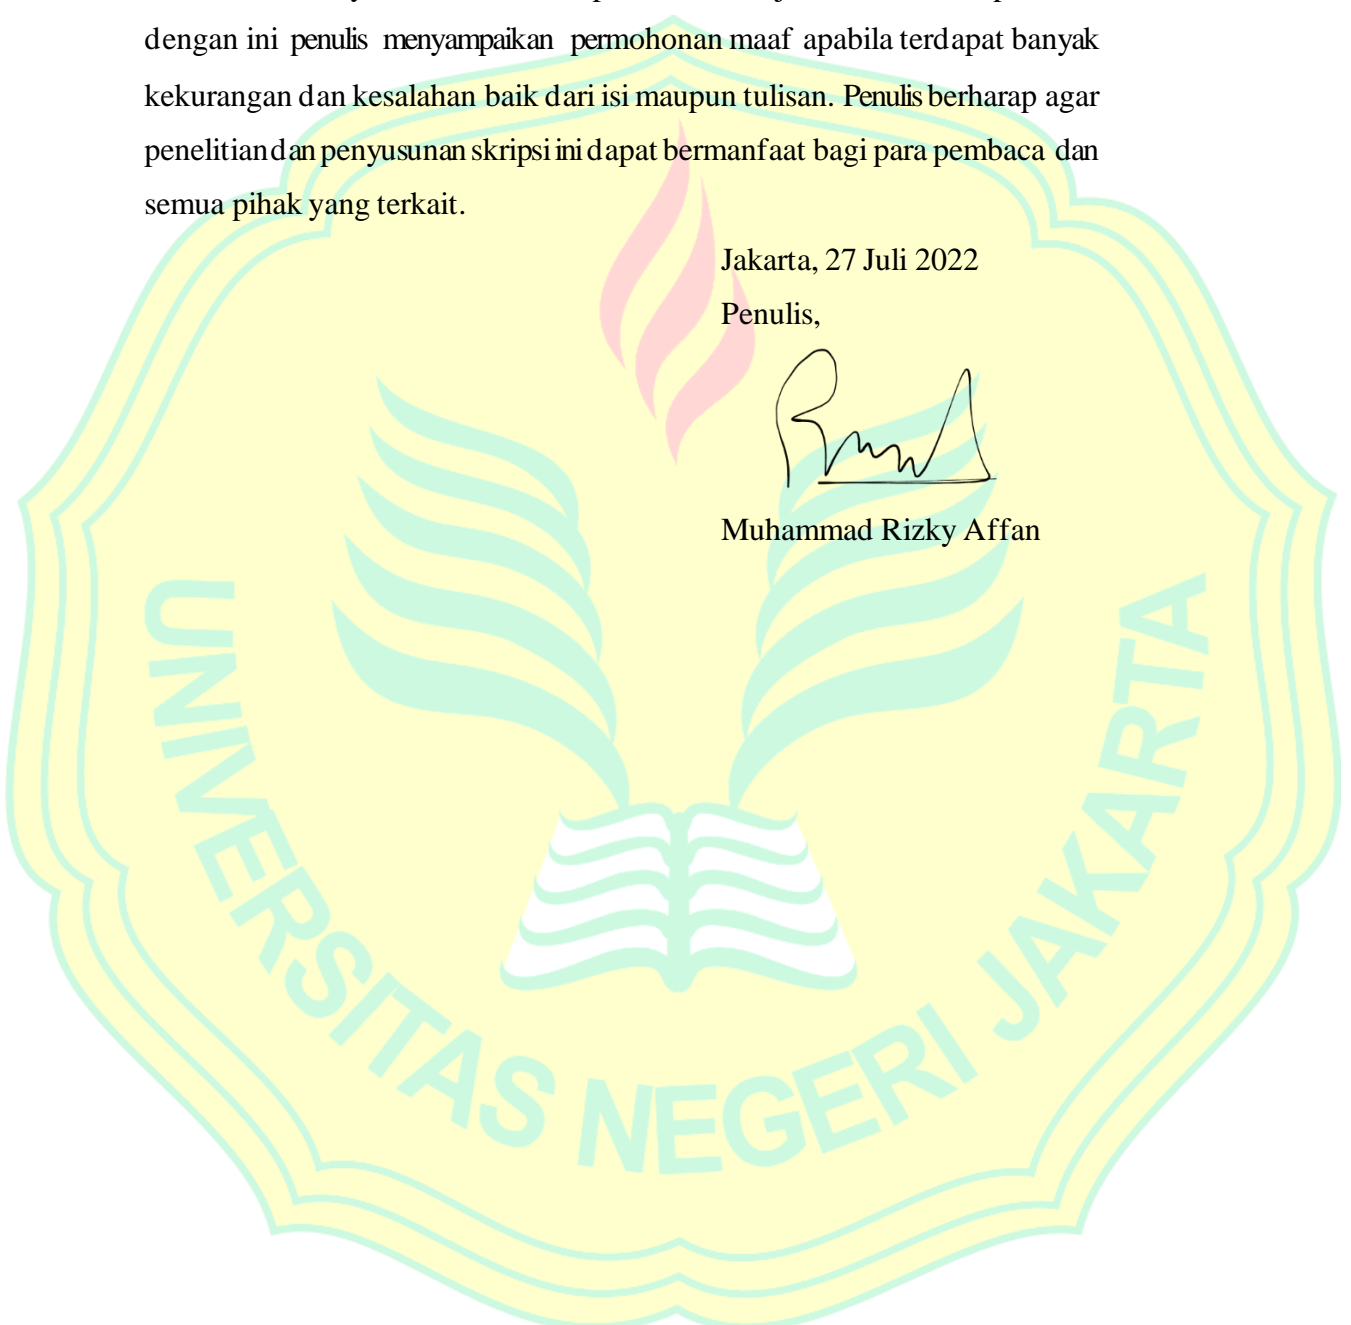 dengan ini penulis menyampaikan permohonan maaf apabila terdapat banyak
kekurangan dan kesalahan baik dari isi maupun tulisan. Penulis berharap agar
penelitian dan penyusunan skripsi ini dapat bermanfaat bagi para pembaca dan
semua pihak yang terkait.
Jakarta, 27 Juli 2022
Penulis,
Muhammad Rizky Affan
UNIVERSITAS NEGERI JAKARTA